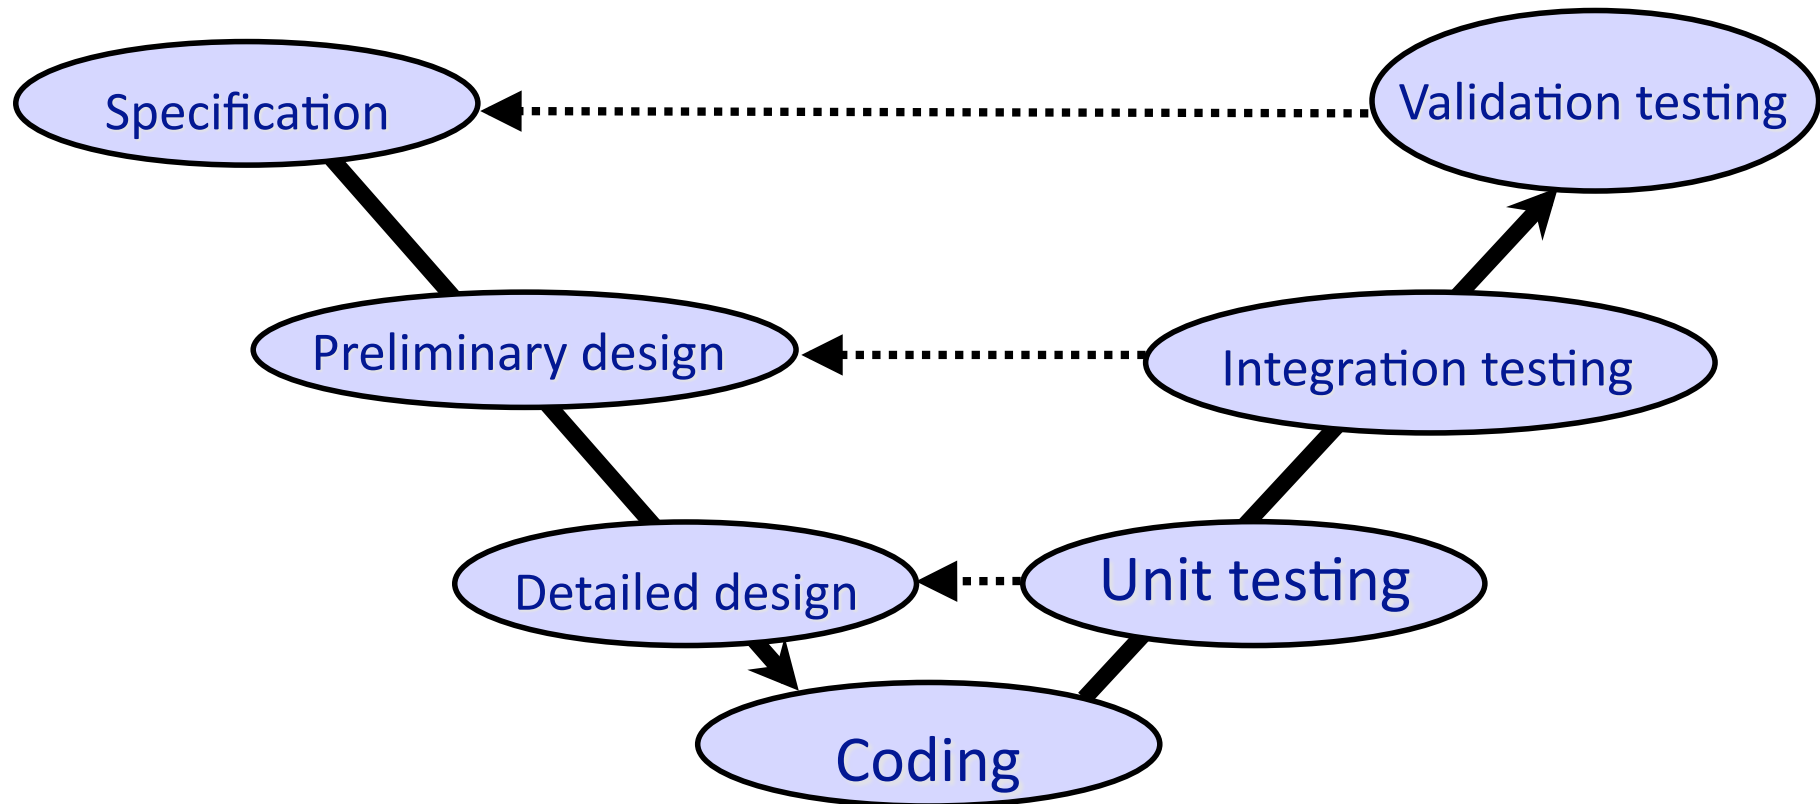 Specification
Validation testing
Preliminary design
Integration testing
Detailed design
Unit testing
Coding